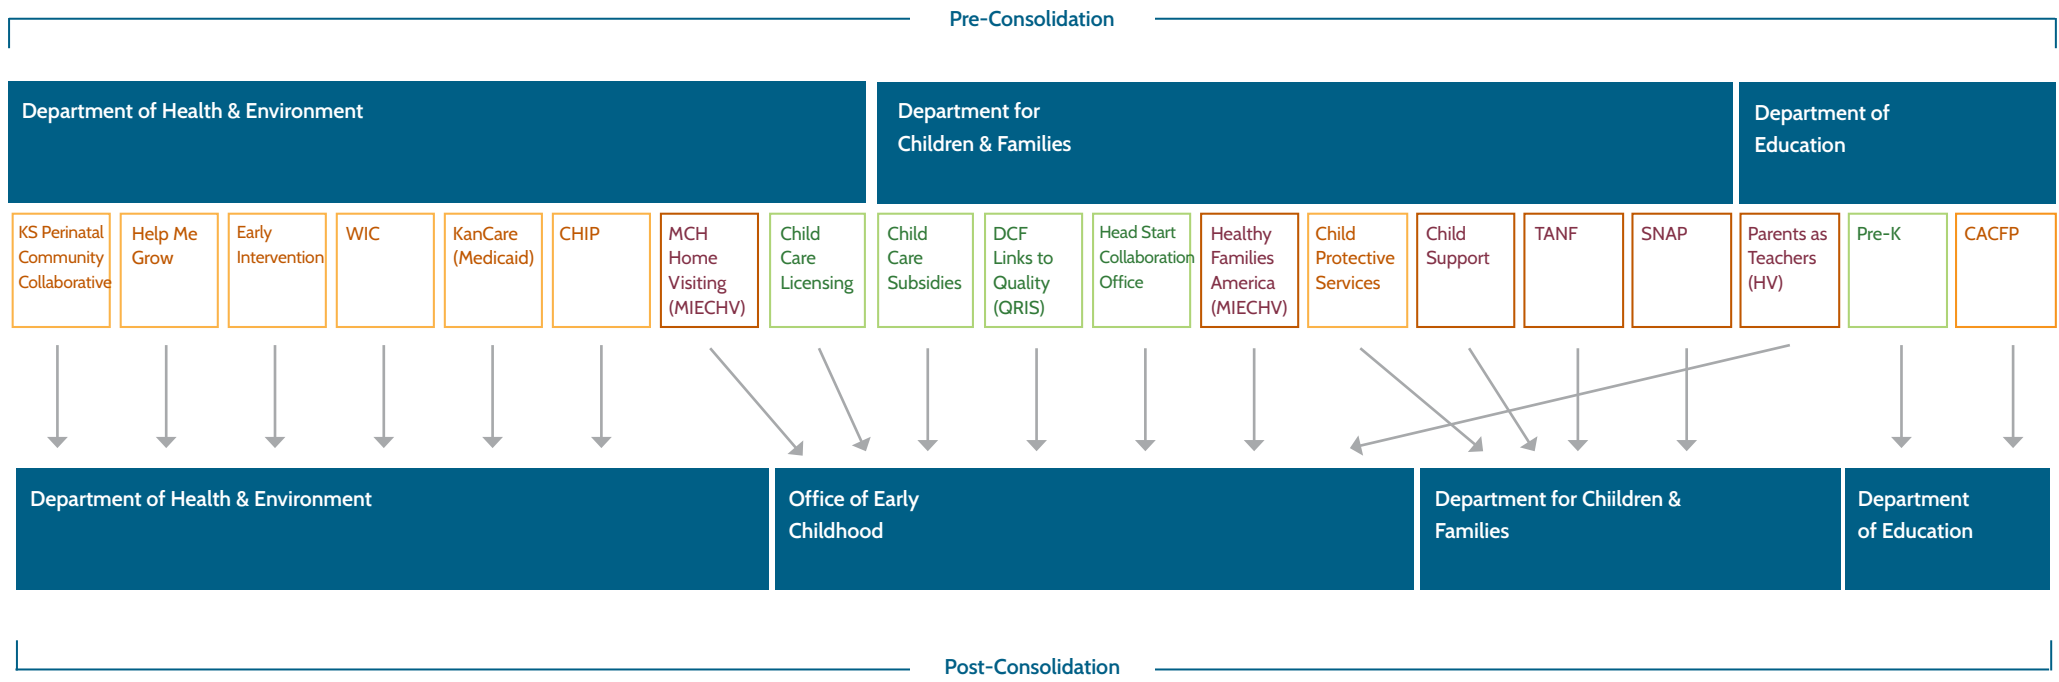 Pre-Consolidation
Department of Health & Environment
Department for
Children & Families
Department of
Education
KS Perinatal
Community
Collaborative
Help Me
Grow
Early
Intervention
WIC
KanCare
(Medicaid)
CHIP
MCH
Home
Visiting
(MIECHV)
Child
Care
Licensing
Child
Care
Subsidies
DCF
Links to
Quality
(QRIS)
Head Start
Collaboration
Office
Healthy
Families
America
(MIECHV)
Child
Protective
Services
Child
Support
TANF
SNAP
Parents as
Teachers
(HV)
Pre-K
CACFP
Department of Health & Environment
Office of Early
Childhood
Department for Chiildren &
Families
Department
of Education
Post-Consolidation